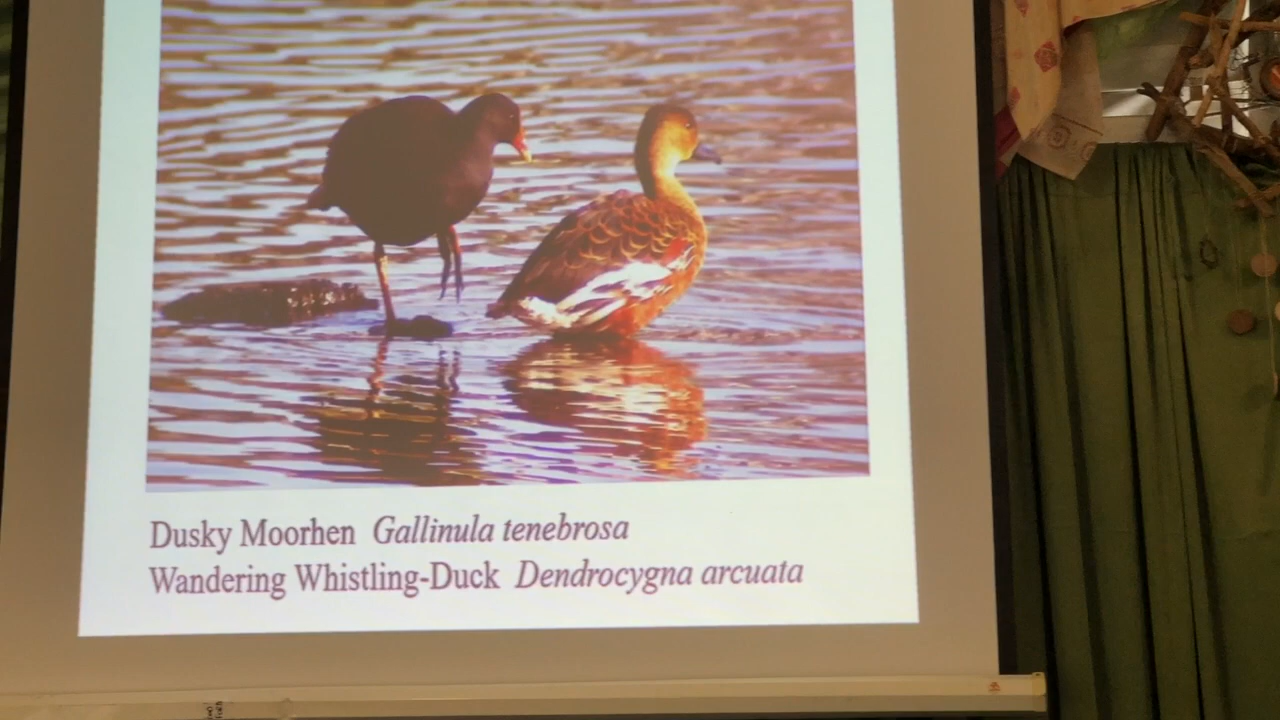 Dusky Moorhen Gallinula tenebrosa
Wandering Whistling-Duck Dendrocygna arcuata